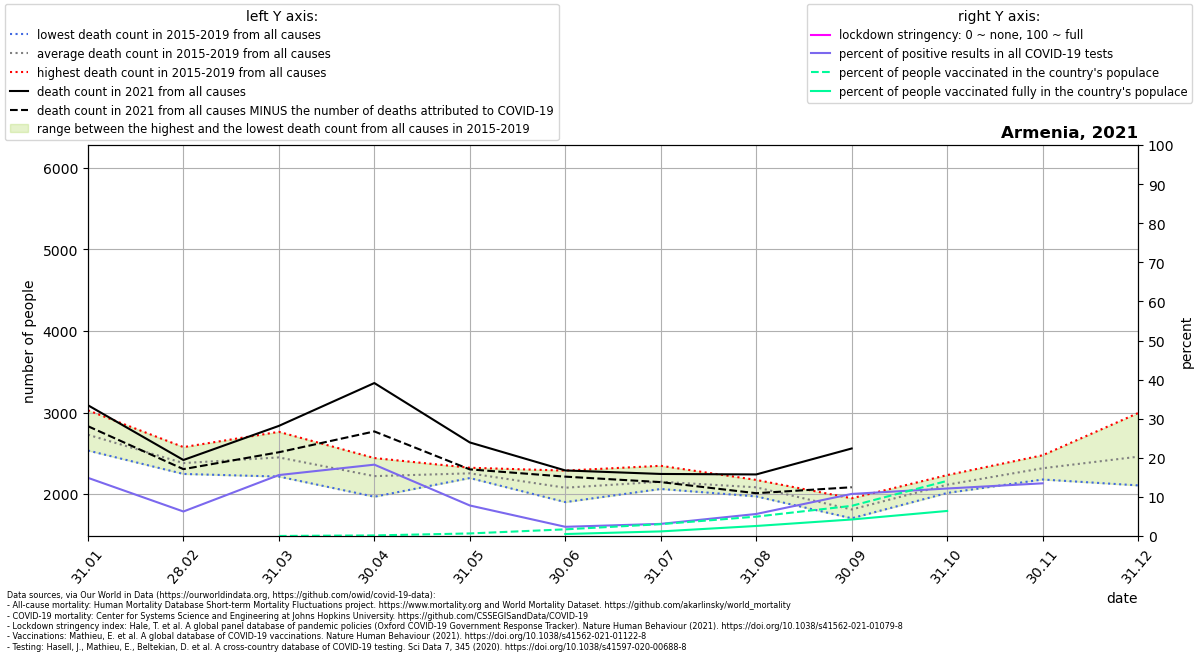 left Y axis:
lowest death count in 2015-2019 from all causes
average death count in 2015-2019 from all causes
highest death count in 2015-2019 from all causes
death count in 2021 from all causes
death count in 2021 from all causes MINUS the number of deaths attributed to COVID-19
range between the highest and the lowest death count from all causes in 2015-2019
right Y axis:
lockdown stringency: 0 ~ none, 100 ~ full
percent of positive results in all COVID-19 tests
percent of people vaccinated in the country's populace
percent of people vaccinated fully in the country's populace
Armenia, 2021
number of people
6000
5000
4000
3000
2000
100
90
80
70
60
50
40
30
20
10
0
percent
31.01
28.02
31.03
30.04
31.05
30.06
31.07
31.08
30.09
31.10
30.11
31.12
date
Data sources, via Our World in Data (https://ourworldindata.org, https://github.com/owid/covid-19-data):
- All-cause mortality: Human Mortality Database Short-term Mortality Fluctuations project. https://www.mortality.org and World Mortality Dataset. https://github.com/akarlinsky/world_mortality
- COVID-19 mortality: Center for Systems Science and Engineering at Johns Hopkins University. https://github.com/CSSEGISandData/COVID-19
- Lockdown stringency index: Hale, T. et al. A global panel database of pandemic policies (Oxford COVID-19 Government Response Tracker). Nature Human Behaviour (2021). https://doi.org/10.1038/s41562-021-01079-8
- Vaccinations: Mathieu, E. et al. A global database of COVID-19 vaccinations. Nature Human Behaviour (2021). https://doi.org/10.1038/s41562-021-01122-8
- Testing: Hasell, J., Mathieu, E., Beltekian, D. et al. A cross-country database of COVID-19 testing. Sci Data 7, 345 (2020). https://doi.org/10.1038/s41597-020-00688-8